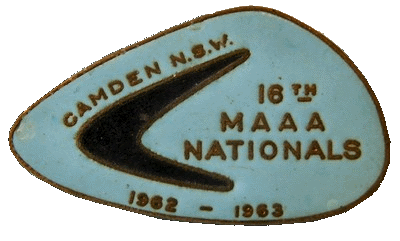 CAMDEN N.S.W.
16TH
MAAA
NATIONALS
1962 - 1963